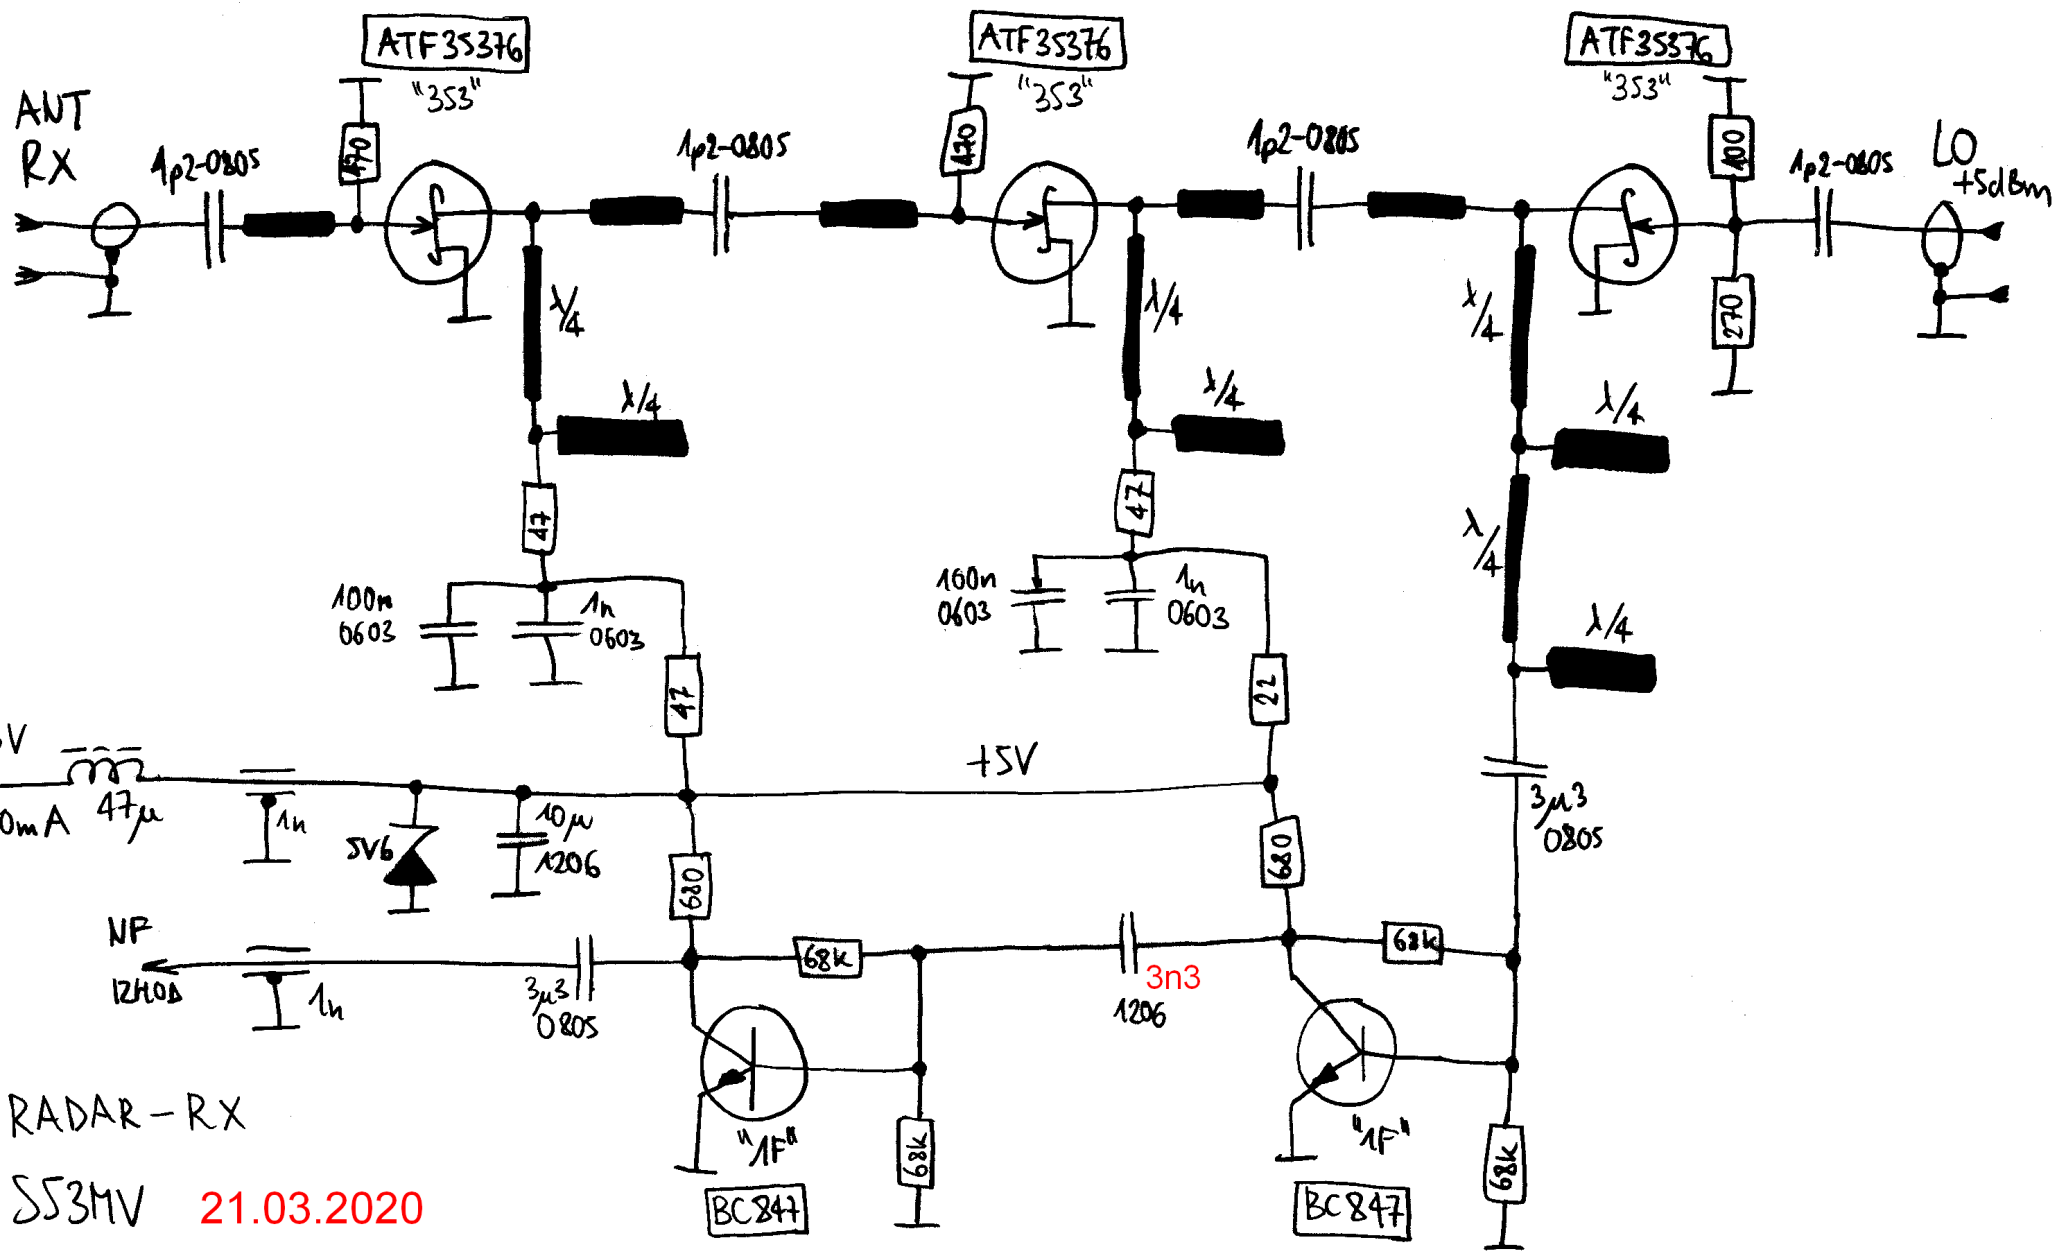 ATF35376
"353"
ATF35376
"353"
ATF35376
"353"
ANT
RX
1p2-0805
470
1p2-0805
470
1p2-0805
100
1p2-0805
LO
+5dBm
270
λ/4
λ/4
λ/4
λ/4
λ/4
λ/4
47
47
λ/4
100n
0603
1n
0603
100n
0603
1n
0603
λ/4
47
22
V
47μ
0mA
1n
5V6
10μ
1206
+5V
3μ3
0805
680
680
NF
IZHOD
1n
3μ3
0805
68k
3n3
1206
68k
"1F"
68k
"1F"
68k
BC847
BC847
RADAR-RX
S53MV 21.03.2020